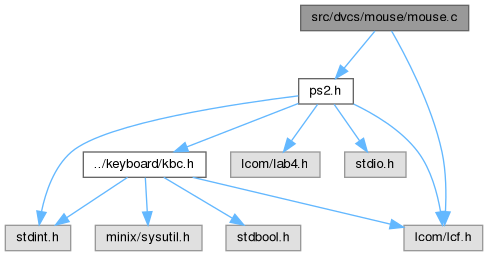 src/dvcs/mouse/mouse.c
ps2.h
../keyboard/kbc.h
lcom/lab4.h
stdio.h
stdint.h
minix/sysutil.h
stdbool.h
lcom/lcf.h